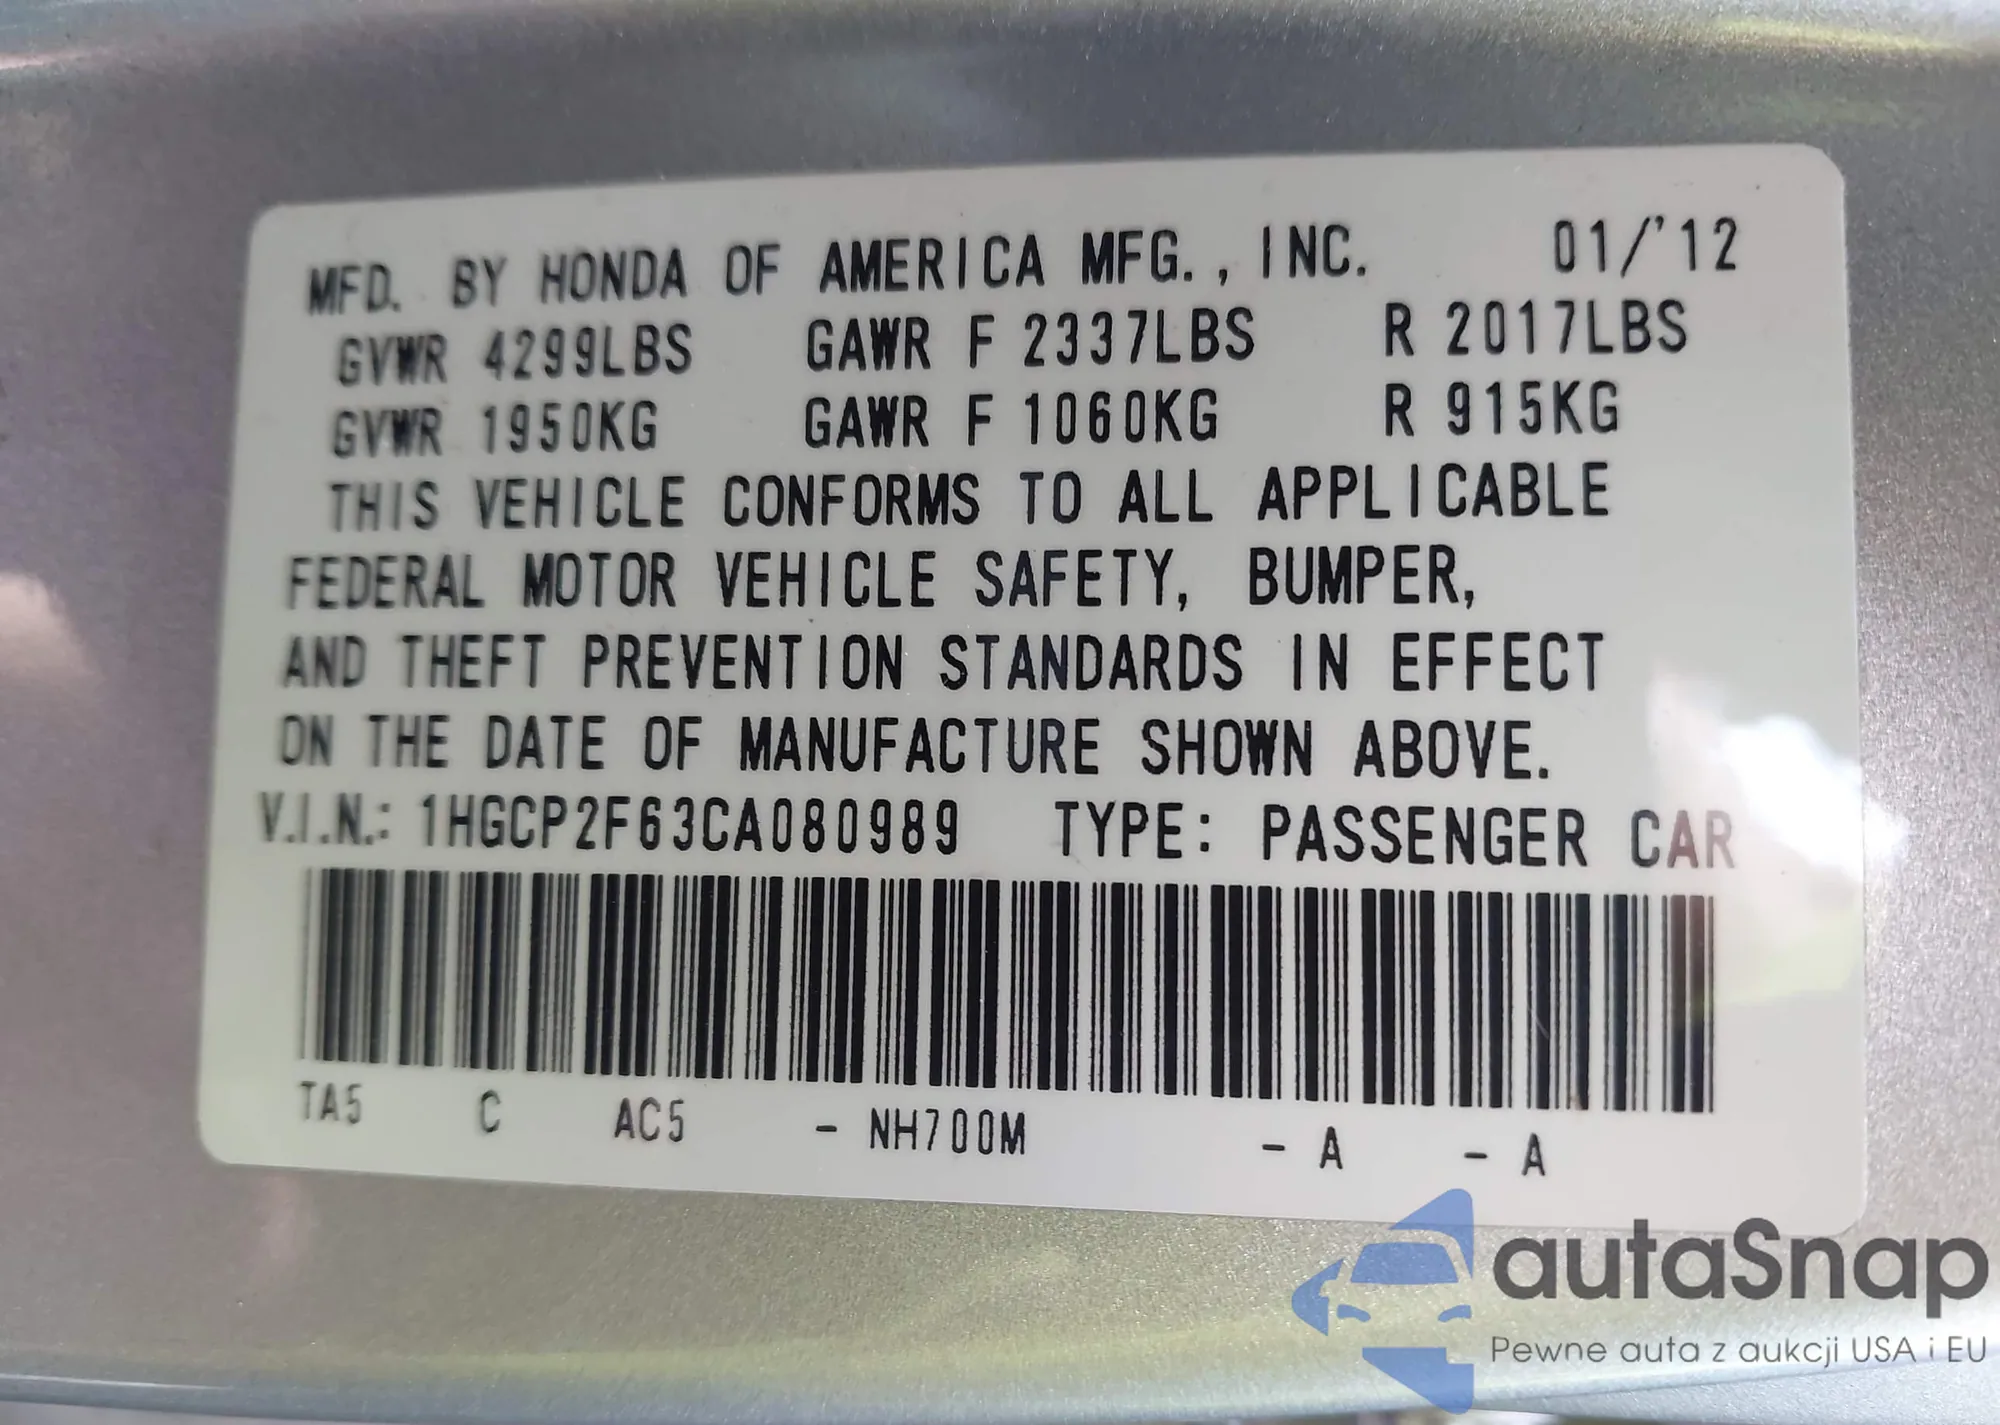 MFD. BY HONDA OF AMERICA MFG., INC. 01/'12
GVWR 4299LBS GAWR F 2337LBS R 2017LBS
GVWR 1950KG GAWR F 1060KG R 915KG
THIS VEHICLE CONFORMS TO ALL APPLICABLE
FEDERAL MOTOR VEHICLE SAFETY, BUMPER,
AND THEFT PREVENTION STANDARDS IN EFFECT
ON THE DATE OF MANUFACTURE SHOWN ABOVE.
V.I.N.: 1HGCP2F63CA080989 TYPE: PASSENGER CAR
TA5 C AC5 - NH700M - A - A
autaSnap
Pewne auta z aukcji USA i EU